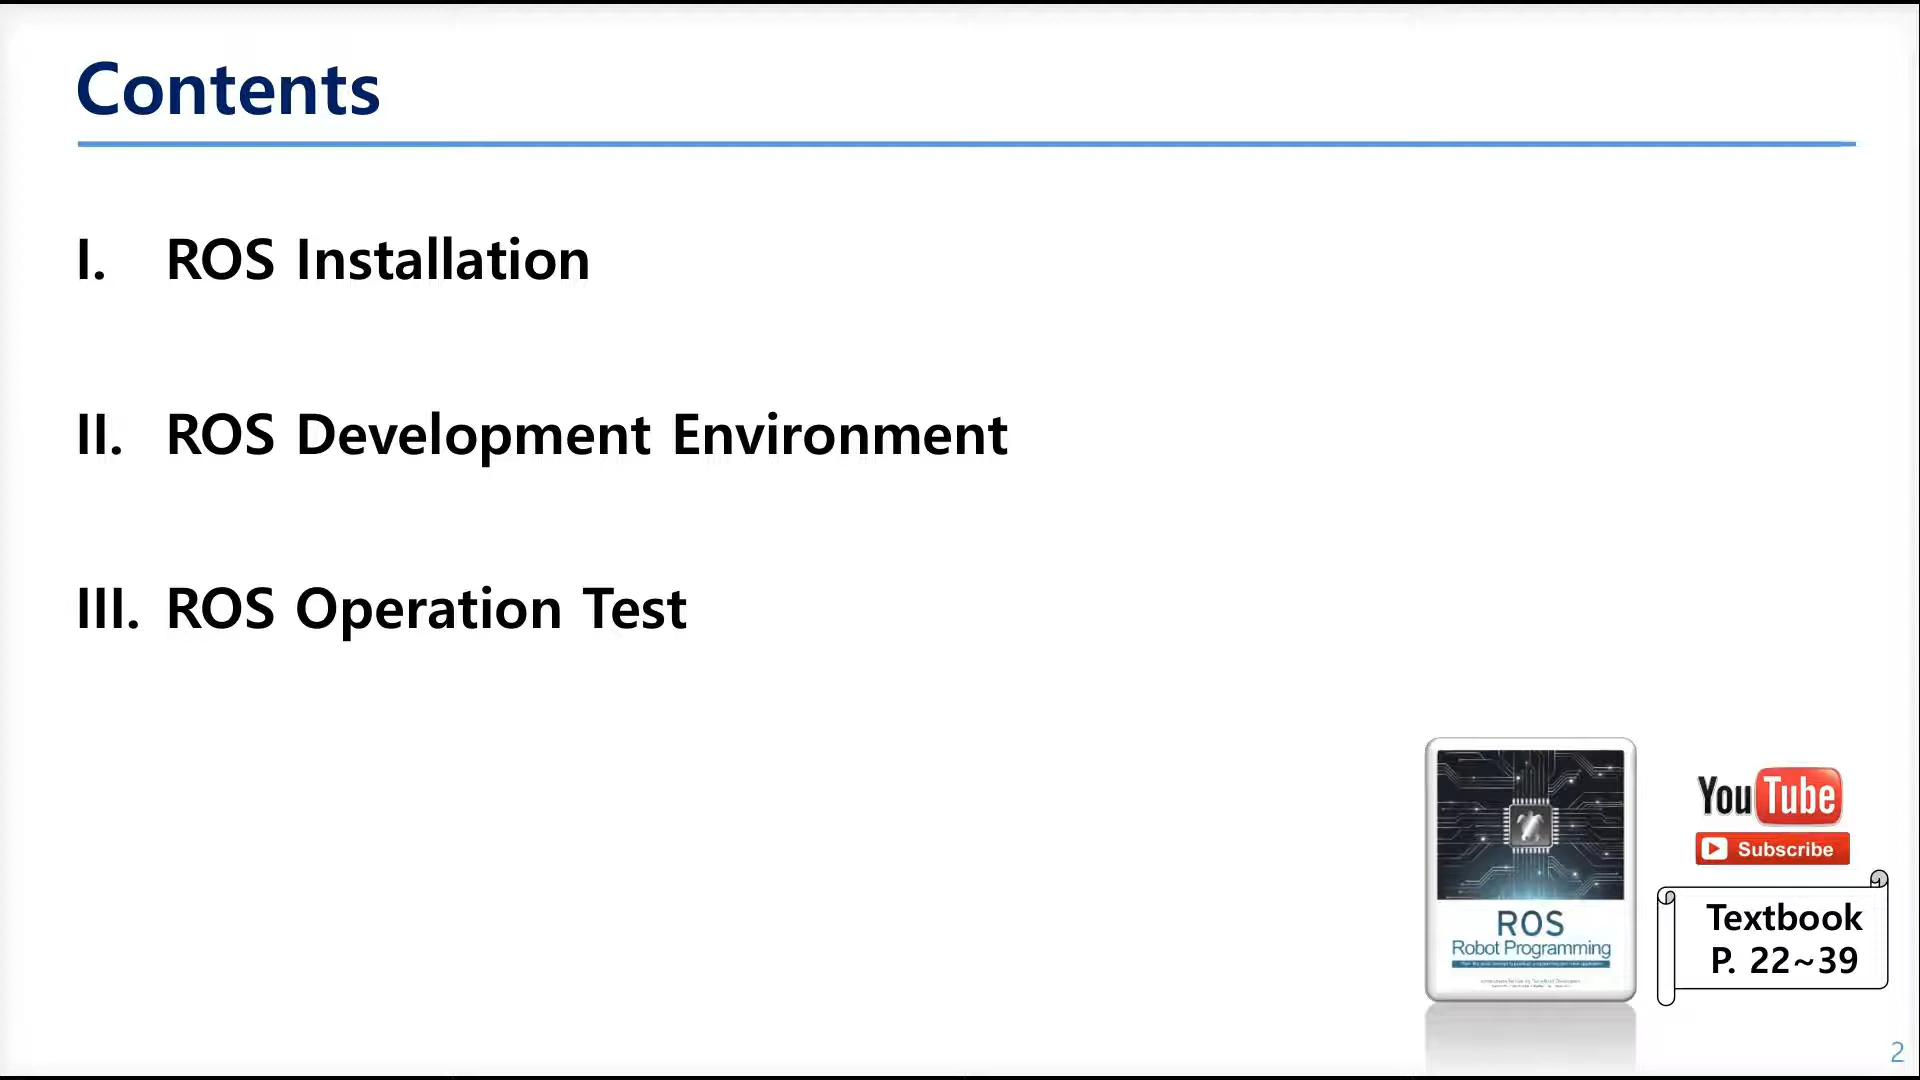 Contents
I. ROS Installation
II. ROS Development Environment
III. ROS Operation Test
YouTube
Subscribe
ROS
Robot Programming
Textbook
P. 22~39
2